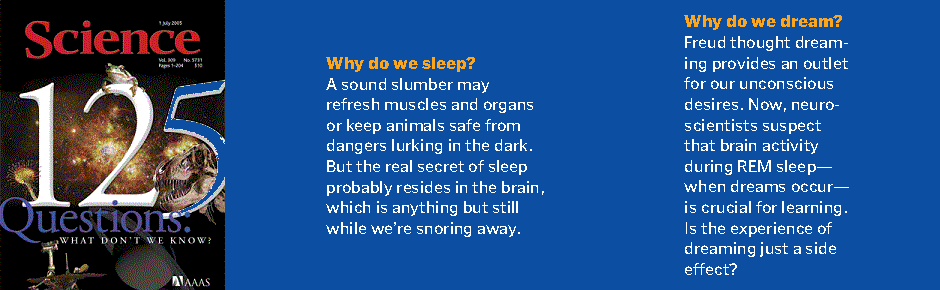 1 July 2005
Science
Vol. 309 No. 5731
Pages 1–204 $10
125
Questions:
WHAT DON'T WE KNOW?
AAAS
Why do we sleep?
A sound slumber may
refresh muscles and organs
or keep animals safe from
dangers lurking in the dark.
But the real secret of sleep
probably resides in the brain,
which is anything but still
while we're snoring away.
Why do we dream?
Freud thought dream-
ing provides an outlet
for our unconscious
desires. Now, neuro-
scientists suspect
that brain activity
during REM sleep—
when dreams occur—
is crucial for learning.
Is the experience of
dreaming just a side
effect?